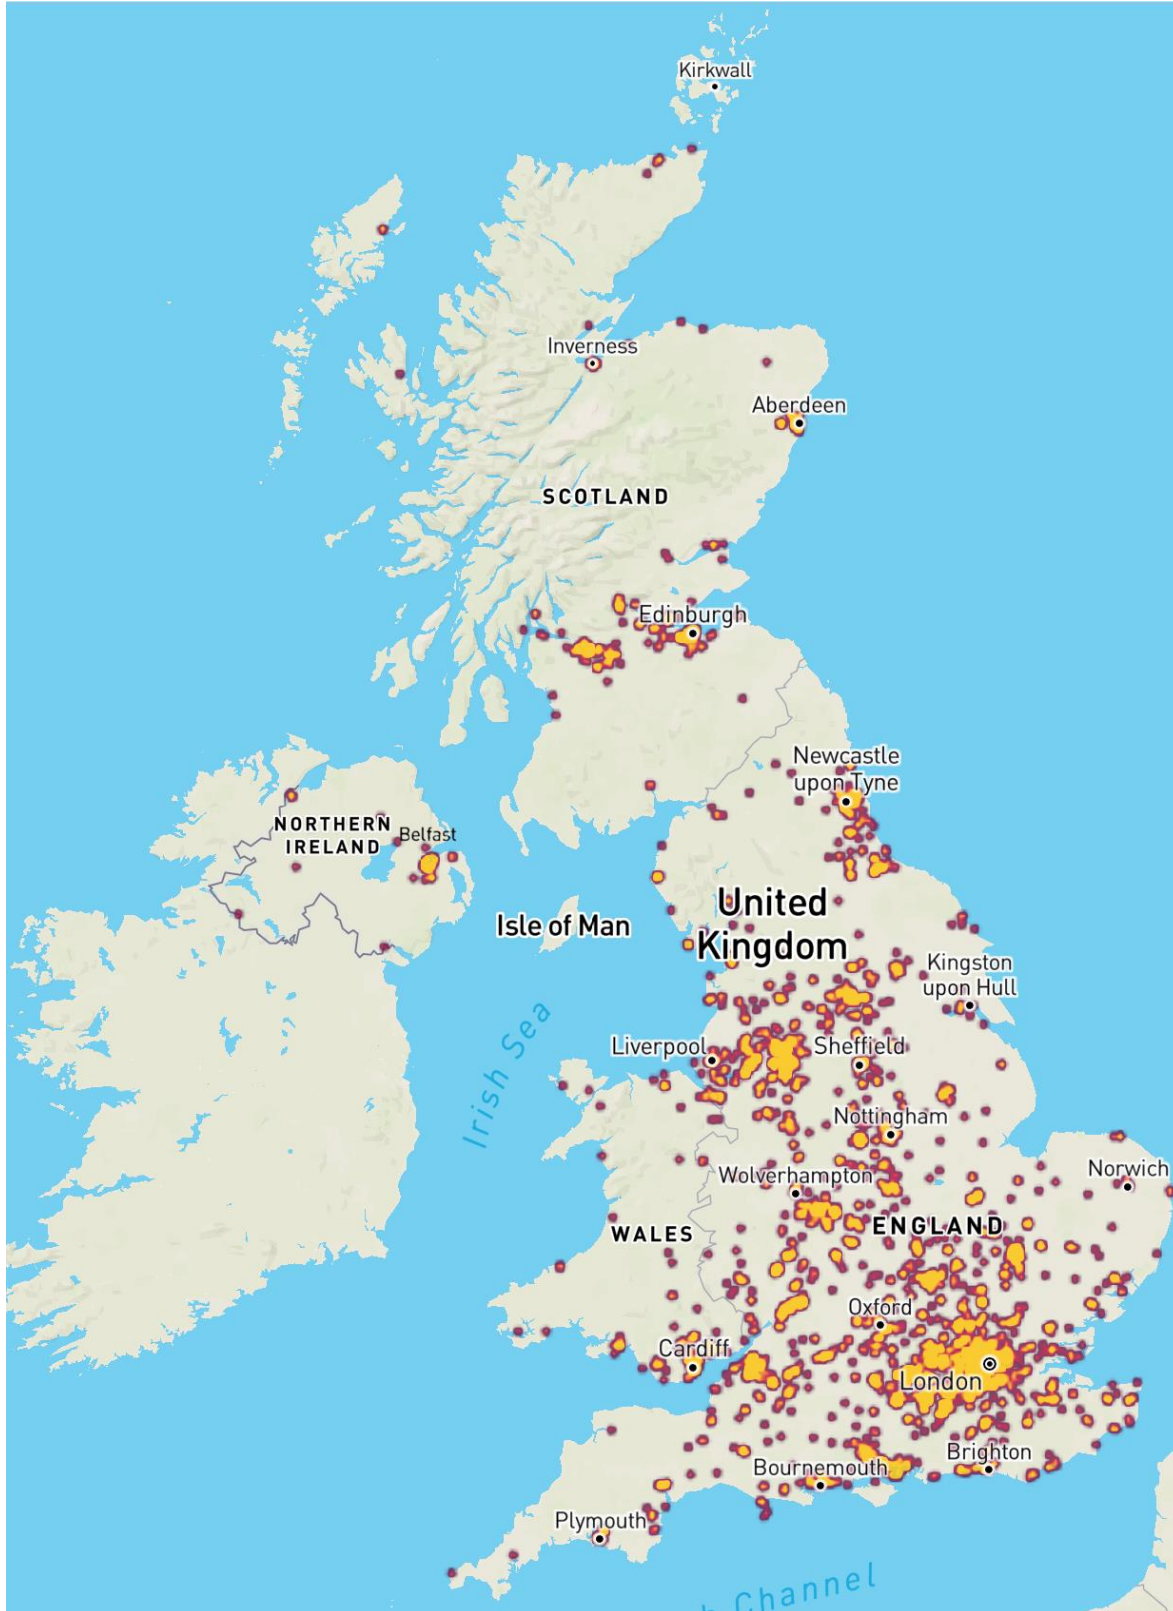 Kirkwall
Inverness
Aberdeen
SCOTLAND
Edinburgh
Newcastle
upon Tyne
NORTHERN
IRELAND
Belfast
United
Kingdom
Isle of Man
Kingston
upon Hull
Irish Sea
Liverpool
Sheffield
Nottingham
Wolverhampton
Norwich
WALES
ENGLAND
Oxford
Cardiff
London
Brighton
Bournemouth
Plymouth
Channel